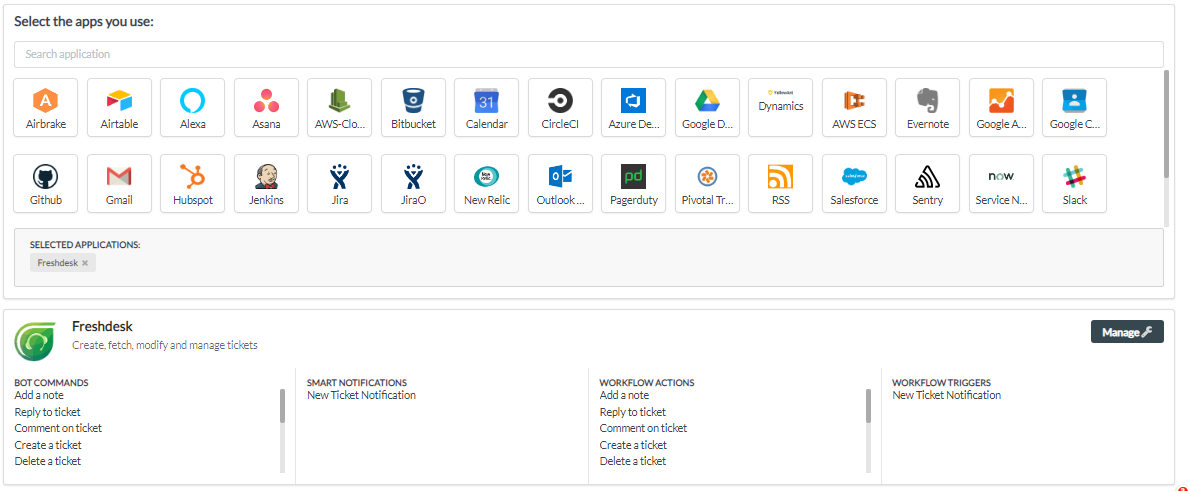 Select the apps you use:
Search application
Airbrake Airtable Alexa Asana AWS-Clo... Bitbucket 31 Calendar CircleCI Azure De... Google D... Dynamics AWS ECS Evernote Google A... Google C...
Github Gmail Hubspot Jenkins Jira JiraO New Relic Outlook ... pd Pagerduty Pivotal Tr... RSS salesforce Salesforce Sentry now Service N... Slack
SELECTED APPLICATIONS:
Freshdesk ×
Freshdesk
Create, fetch, modify and manage tickets
Manage
BOT COMMANDS
Add a note
Reply to ticket
Comment on ticket
Create a ticket
Delete a ticket
SMART NOTIFICATIONS
New Ticket Notification
WORKFLOW ACTIONS
Add a note
Reply to ticket
Comment on ticket
Create a ticket
Delete a ticket
WORKFLOW TRIGGERS
New Ticket Notification